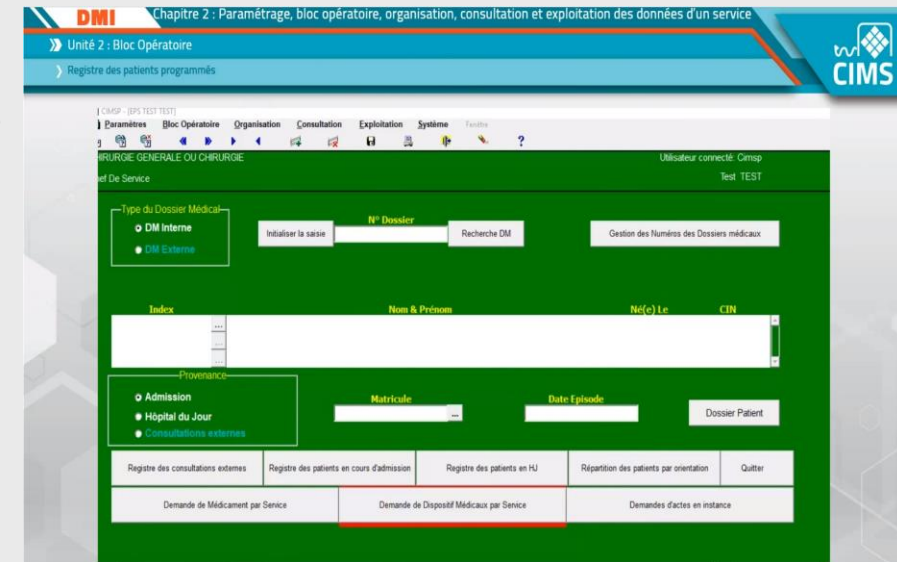 DMI
Chapitre 2 : Paramétrage, bloc opératoire, organisation, consultation et exploitation des données d'un service
Unité 2 : Bloc Opératoire
Registre des patients programmés
CIMS
CIMSP - [EPS TEST TEST]
Paramètres Bloc Opératoire Organisation Consultation Exploitation Système Fenêtre
?
HIRURGIE GENERALE OU CHIRURGIE Utilisateur connecté: Cimsp
ef De Service Test TEST
Type du Dossier Médical
DM Interne
DM Externe
Initialiser la saisie
N° Dossier
Recherche DM
Gestion des Numéros des Dossiers médicaux
Index Nom & Prénom Né(e) Le CIN
...
...
...
Provenance
Admission
Hôpital du Jour
Consultations externes
Matricule
...
Date Episode
Dossier Patient
Registre des consultations externes Registre des patients en cours d'admission Registre des patients en HJ Répartition des patients par orientation Quitter
Demande de Médicament par Service Demande de Dispositif Médicaux par Service Demandes d'actes en instance